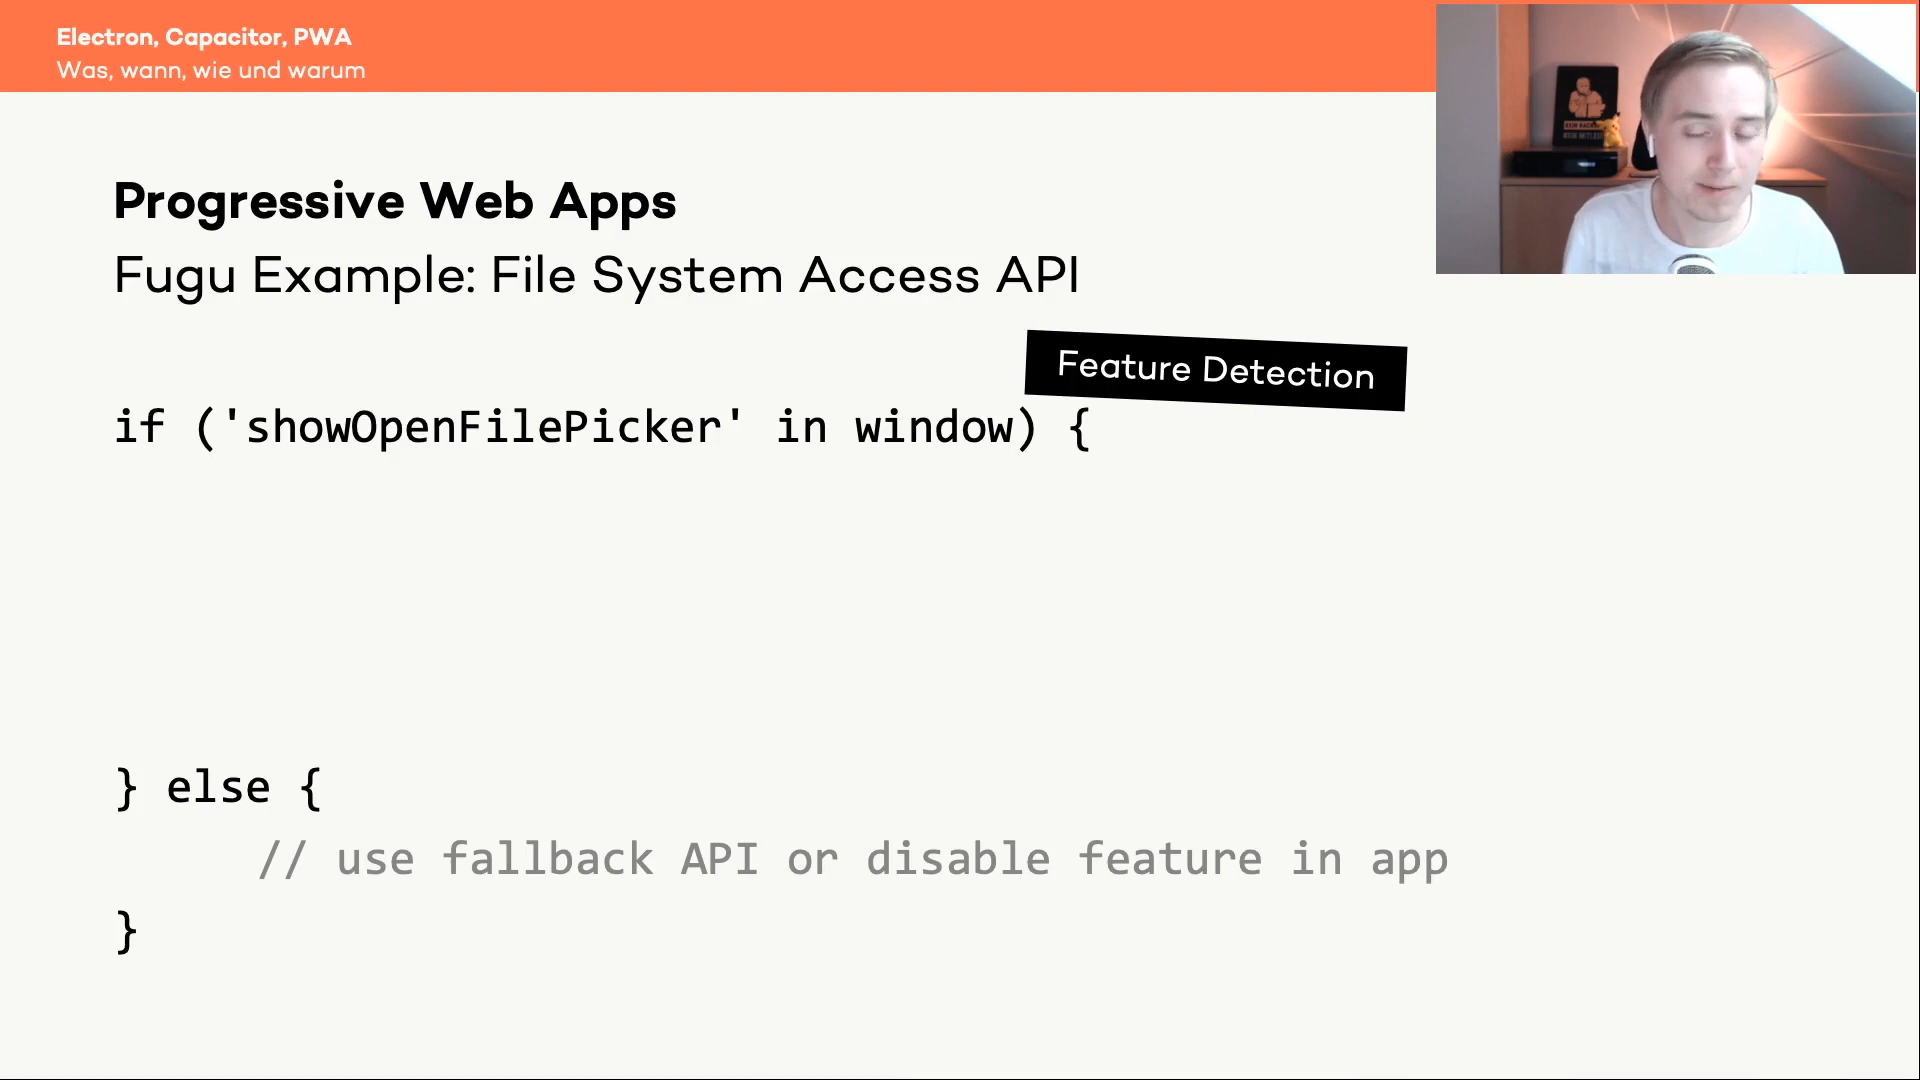 Electron, Capacitor, PWA
Was, wann, wie und warum
Progressive Web Apps
Fugu Example: File System Access API
Feature Detection
if ('showOpenFilePicker' in window) {
} else {
// use fallback API or disable feature in app
}